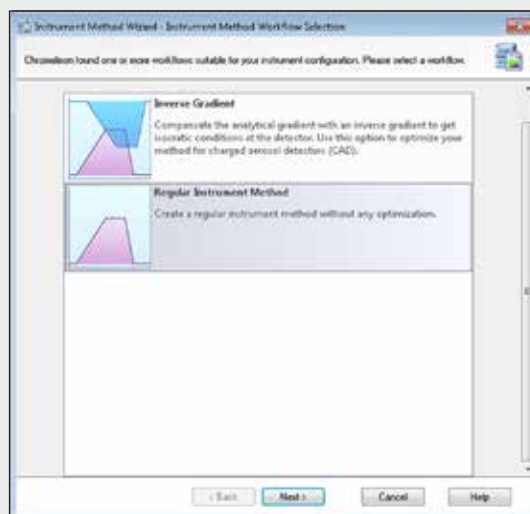 Instrument Method Wizard - Instrument Method Workflow Selection
Chromeleon found one or more workflows suitable for your instrument configuration. Please select a workflow.
Inverse Gradient
Compensate the analytical gradient with an inverse gradient to get
isocratic conditions at the detector. Use this option to optimize your
method for charged aerosol detectors (CAD).
Regular Instrument Method
Create a regular instrument method without any optimization.
< Back
Next >
Cancel
Help